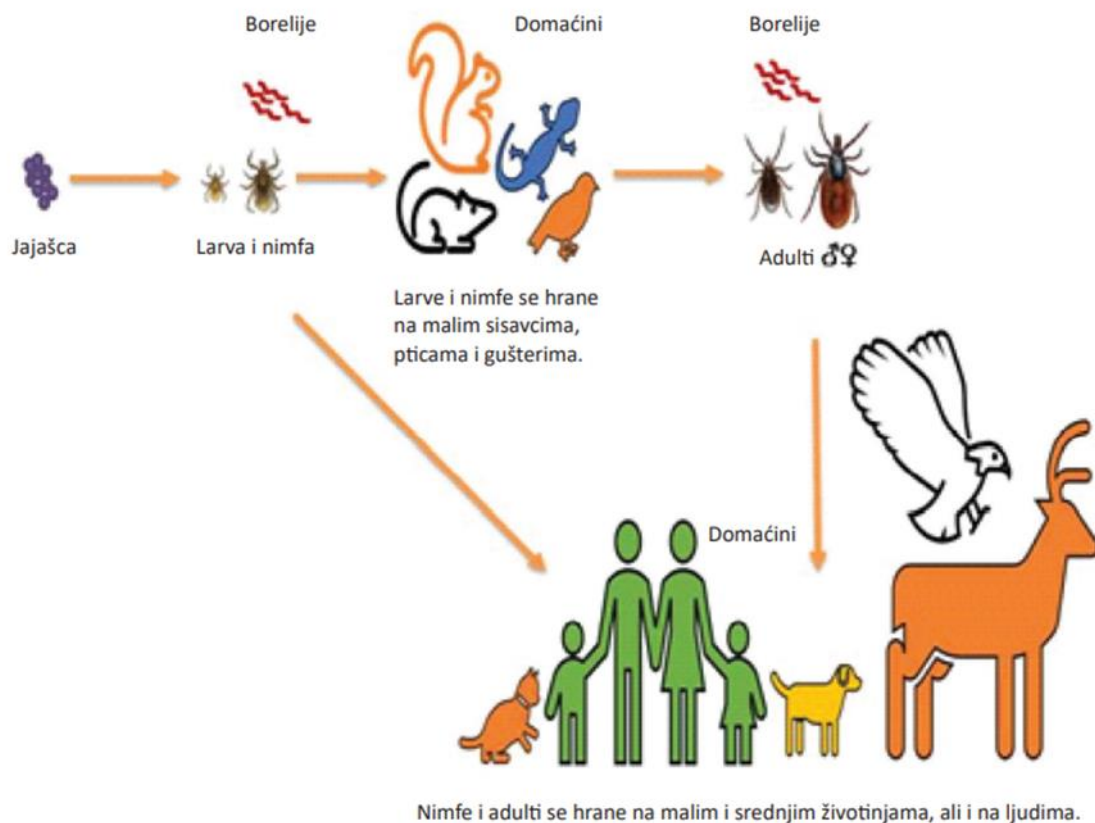 Borelije
Domaćini
Borelije
Jajašca
Larva i nimfa
Adulti ♂♀
Larve i nimfe se hrane
na malim sisavcima,
pticama i gušterima.
Domaćini
Nimfe i adulti se hrane na malim i srednjim životinjama, ali i na ljudima.